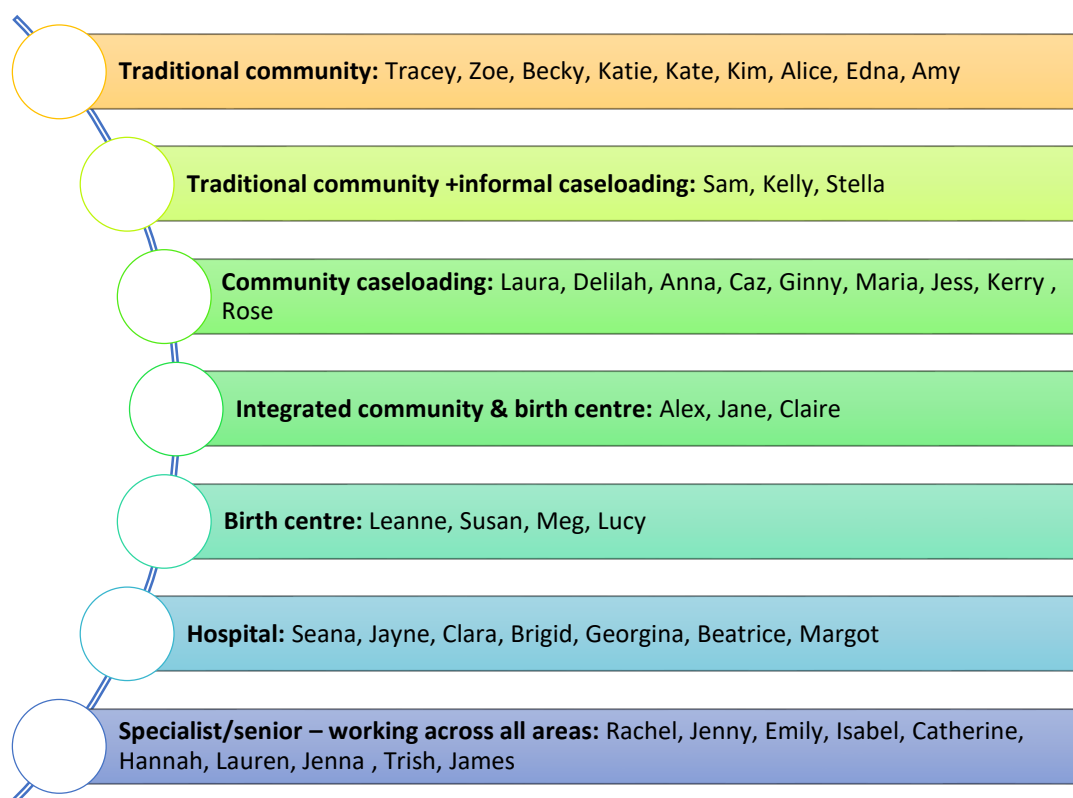 Traditional community: Tracey, Zoe, Becky, Katie, Kate, Kim, Alice, Edna, Amy
Traditional community +informal caseloading: Sam, Kelly, Stella
Community caseloading: Laura, Delilah, Anna, Caz, Ginny, Maria, Jess, Kerry ,
Rose
Integrated community & birth centre: Alex, Jane, Claire
Birth centre: Leanne, Susan, Meg, Lucy
Hospital: Seana, Jayne, Clara, Brigid, Georgina, Beatrice, Margot
Specialist/senior – working across all areas: Rachel, Jenny, Emily, Isabel, Catherine,
Hannah, Lauren, Jenna , Trish, James